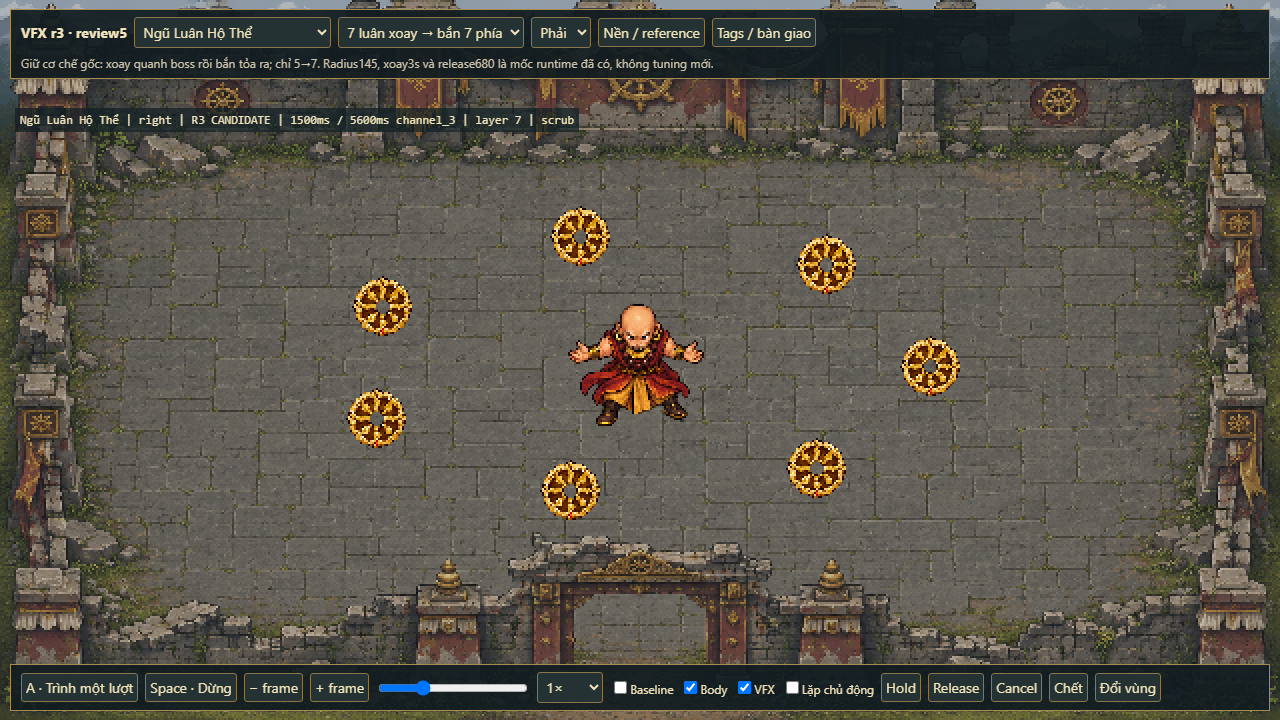 VFX r3 · review5 Ngũ Luân Hộ Thể 7 luân xoay → bắn 7 phía Phải Nền / reference Tags / bàn giao
Giữ cơ chế gốc: xoay quanh boss rồi bắn tỏa ra; chỉ 5→7. Radius145, xoay3s và release680 là mốc runtime đã có, không tuning mới.
Ngũ Luân Hộ Thể | right | R3 CANDIDATE | 1500ms / 5600ms channel_3 | layer 7 | scrub
A · Trình một lượt Space · Dừng − frame + frame 1× Baseline Body VFX Lặp chủ động Hold Release Cancel Chết Đổi vùng